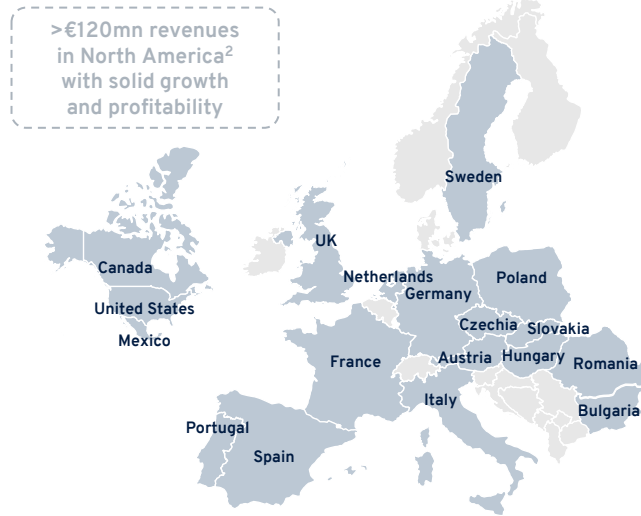 >€120mn revenues
in North America²
with solid growth
and profitability
Sweden
UK
Canada
Netherlands
Poland
Germany
United States
Czechia
Slovakia
Mexico
France
Austria
Hungary
Romania
Italy
Bulgaria
Portugal
Spain